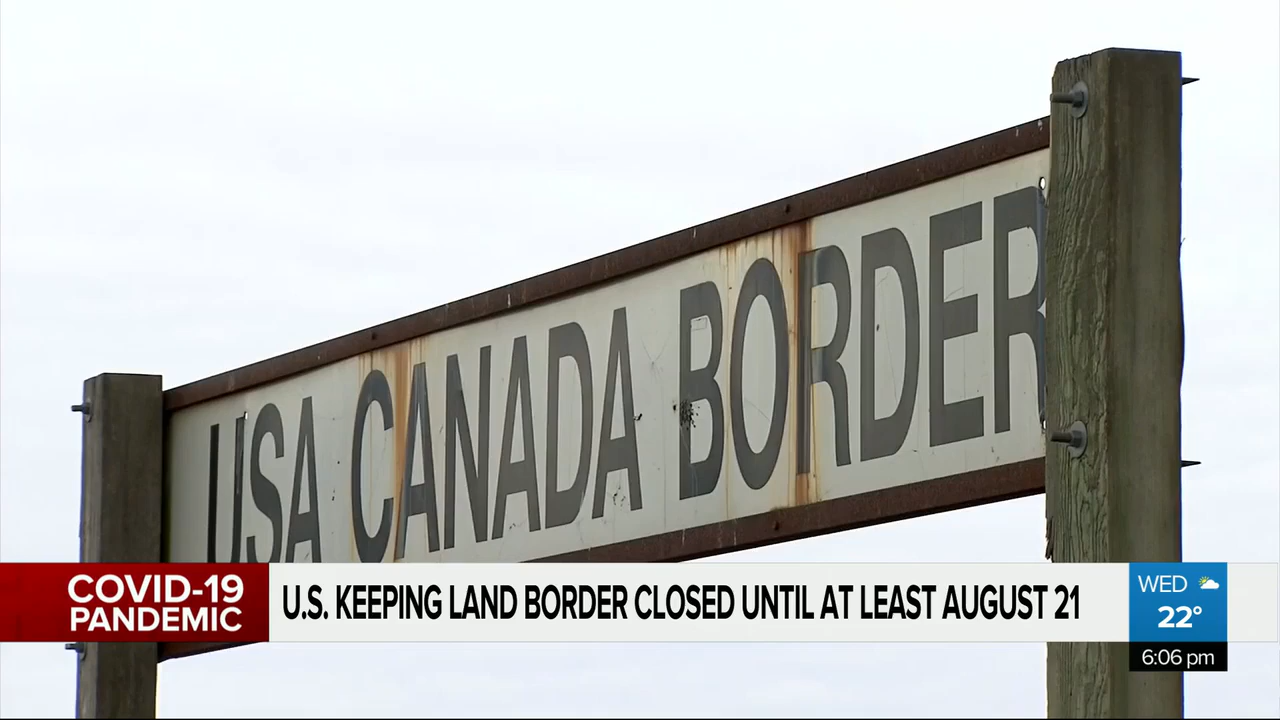 USA CANADA BORDER
COVID-19
PANDEMIC
U.S. KEEPING LAND BORDER CLOSED UNTIL AT LEAST AUGUST 21
WED
22°
6:06 pm